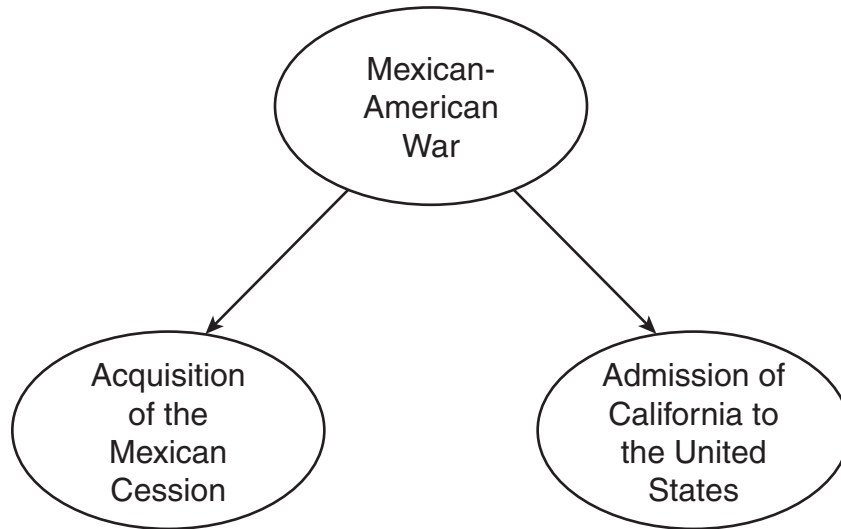 Mexican-
American
War
Acquisition
of the
Mexican
Cession
Admission of
California to
the United
States